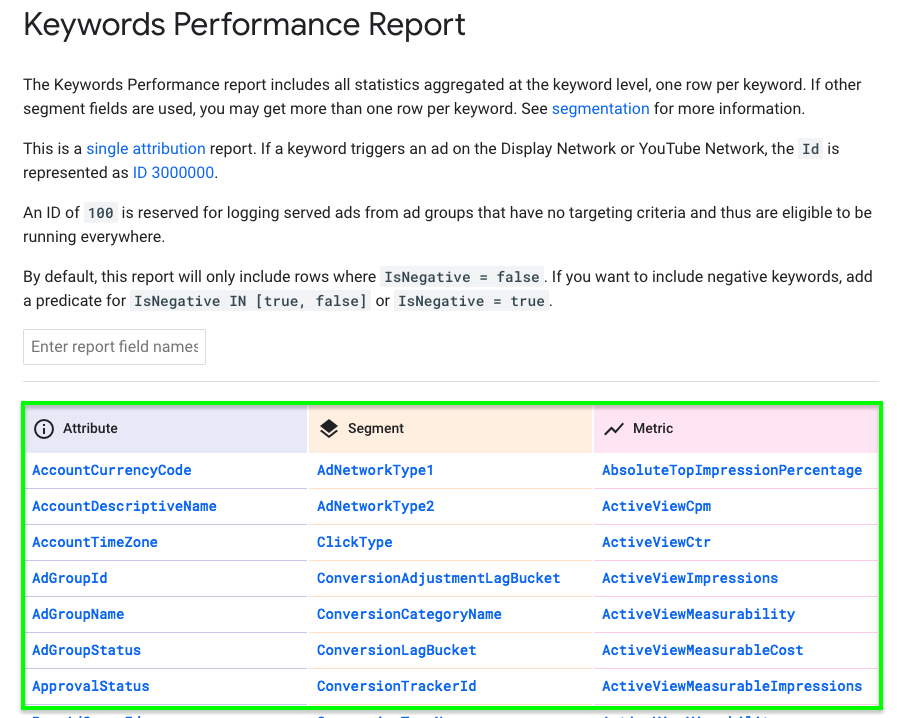 Keywords Performance Report
The Keywords Performance report includes all statistics aggregated at the keyword level, one row per keyword. If other
segment fields are used, you may get more than one row per keyword. See segmentation for more information.
This is a single attribution report. If a keyword triggers an ad on the Display Network or YouTube Network, the Id is
represented as ID 3000000.
An ID of 100 is reserved for logging served ads from ad groups that have no targeting criteria and thus are eligible to be
running everywhere.
By default, this report will only include rows where IsNegative = false. If you want to include negative keywords, add
a predicate for IsNegative IN [true, false] or IsNegative = true.
Enter report field names
Attribute Segment Metric
AccountCurrencyCode AdNetworkType1 AbsoluteTopImpressionPercentage
AccountDescriptiveName AdNetworkType2 ActiveViewCpm
AccountTimeZone ClickType ActiveViewCtr
AdGroupId ConversionAdjustmentLagBucket ActiveViewImpressions
AdGroupName ConversionCategoryName ActiveViewMeasurability
AdGroupStatus ConversionLagBucket ActiveViewMeasurableCost
ApprovalStatus ConversionTrackerId ActiveViewMeasurableImpressions